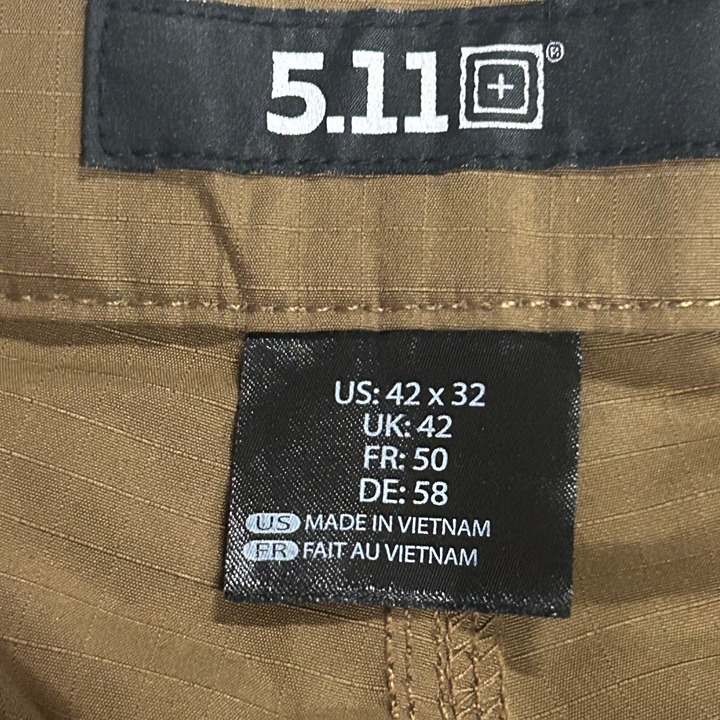 5.11®
US: 42 x 32
UK: 42
FR: 50
DE: 58
US MADE IN VIETNAM
FR FAIT AU VIETNAM